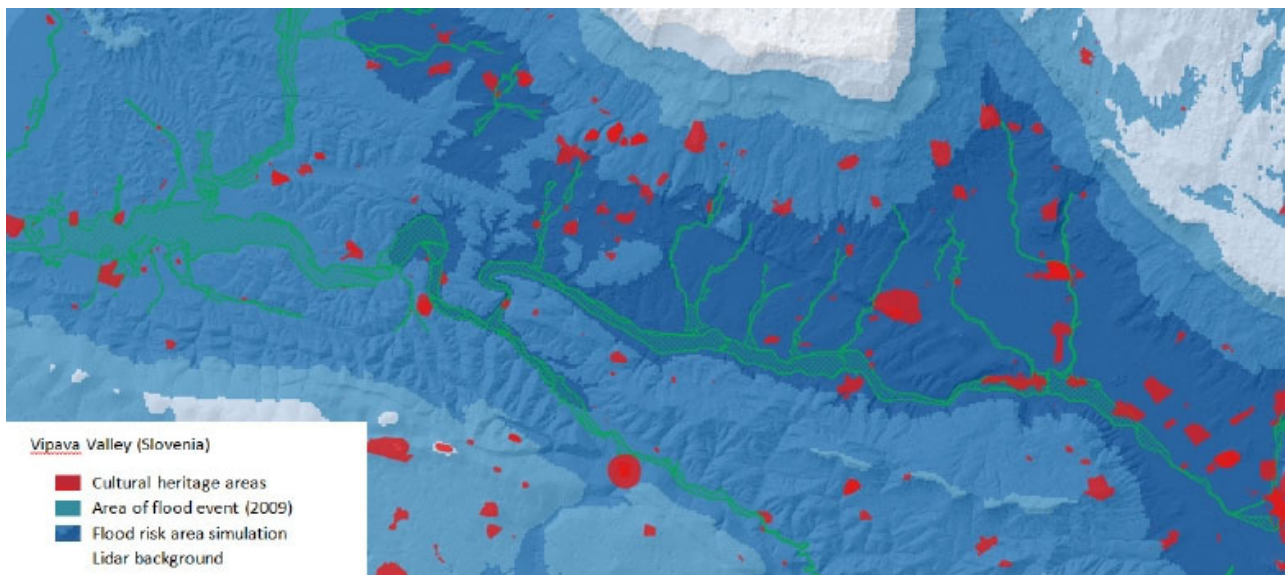 Vipava Valley (Slovenia)
Cultural heritage areas
Area of flood event (2009)
Flood risk area simulation
Lidar background